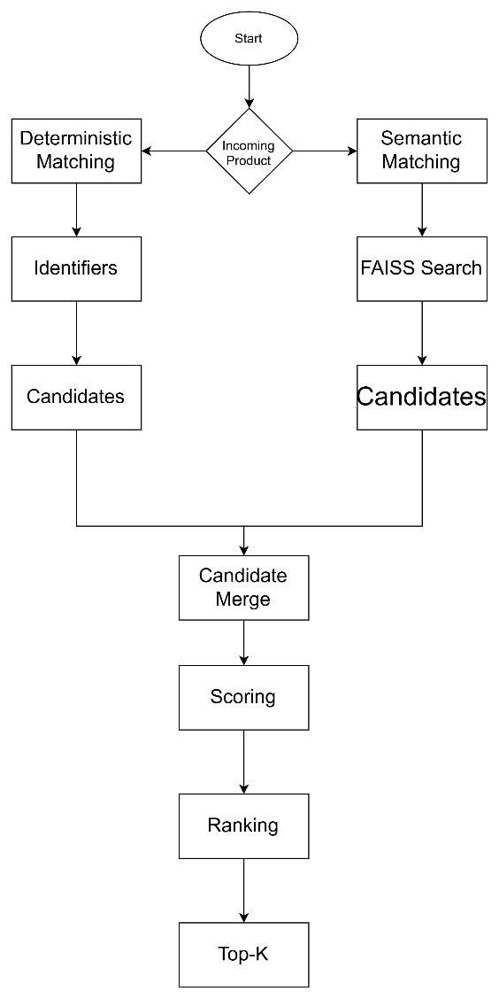 Start
Incoming
Product
Deterministic
Matching
Semantic
Matching
Identifiers
FAISS Search
Candidates
Candidates
Candidate
Merge
Scoring
Ranking
Top-K